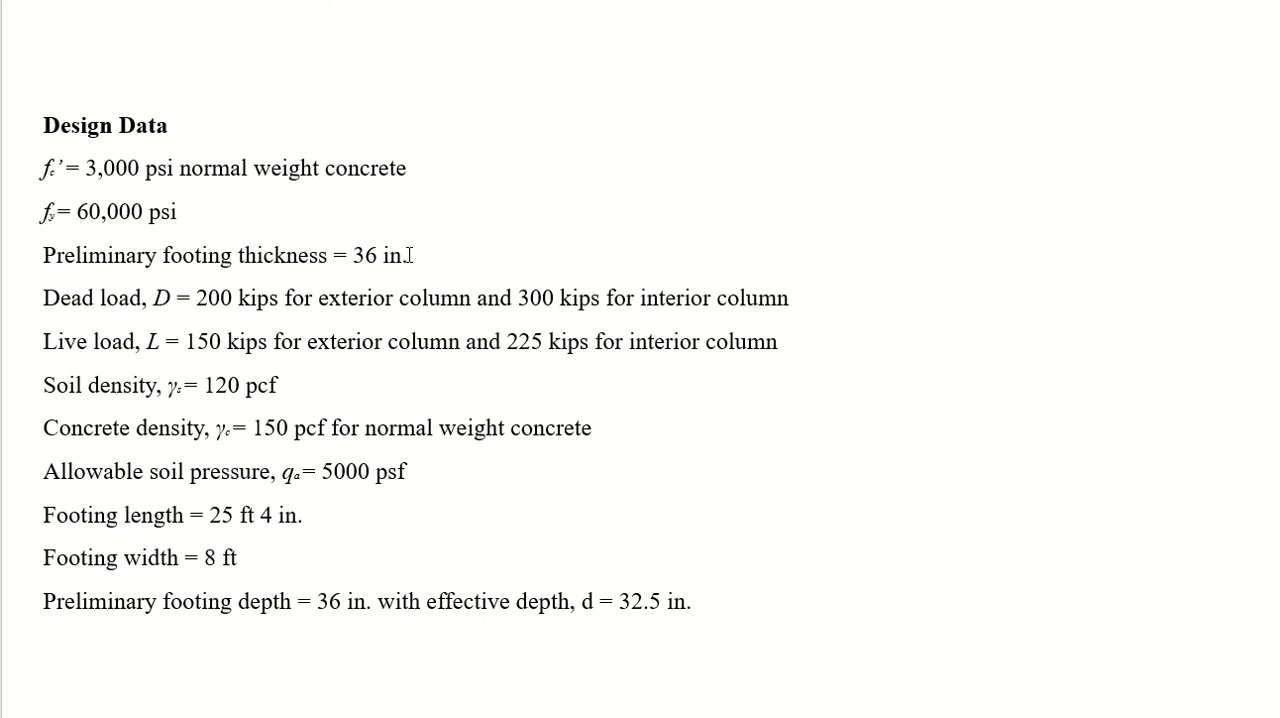 Design Data
fc’= 3,000 psi normal weight concrete
fy= 60,000 psi
Preliminary footing thickness = 36 in.
Dead load, D = 200 kips for exterior column and 300 kips for interior column
Live load, L = 150 kips for exterior column and 225 kips for interior column
Soil density, γs= 120 pcf
Concrete density, γc= 150 pcf for normal weight concrete
Allowable soil pressure, qa= 5000 psf
Footing length = 25 ft 4 in.
Footing width = 8 ft
Preliminary footing depth = 36 in. with effective depth, d = 32.5 in.